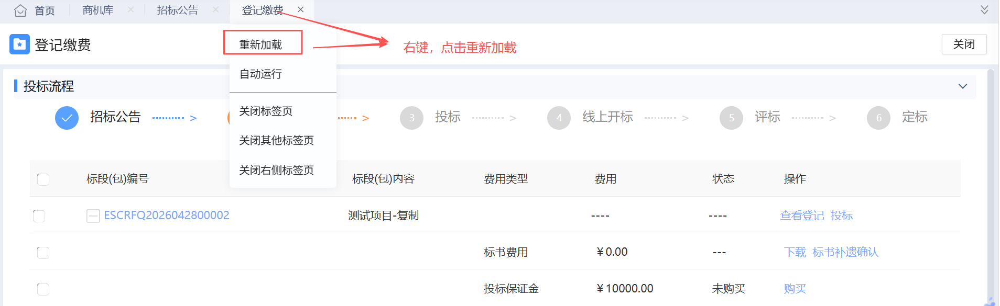 首页 商机库 招标公告 登记缴费
登记缴费 重新加载 右键，点击重新加载 关闭
自动运行
投标流程
关闭标签页
招标公告 > > 3 投标 > 4 线上开标 > 5 评标 > 6 定标
关闭其他标签页
关闭右侧标签页
标段(包)编号 标段(包)内容 费用类型 费用 状态 操作
ESCRFQ2026042800002 测试项目-复制 ---- ---- 查看登记 投标
标书费用 ¥0.00 --- 下载 标书补遗确认
投标保证金 ¥10000.00 未购买 购买